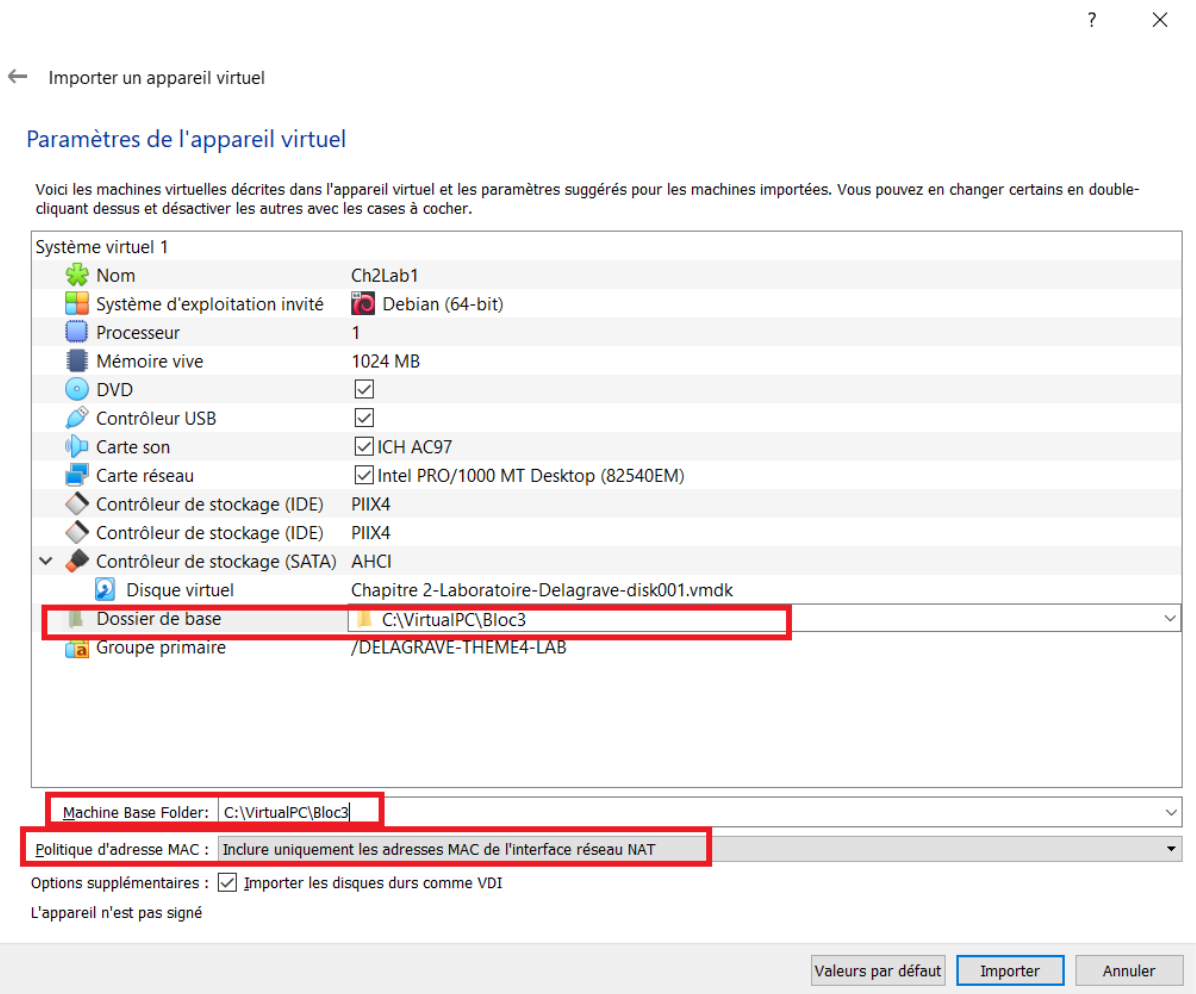 ?
Importer un appareil virtuel
Paramètres de l'appareil virtuel
Voici les machines virtuelles décrites dans l'appareil virtuel et les paramètres suggérés pour les machines importées. Vous pouvez en changer certains en double-
cliquant dessus et désactiver les autres avec les cases à cocher.
Système virtuel 1
Nom Ch2Lab1
Système d'exploitation invité Debian (64-bit)
Processeur 1
Mémoire vive 1024 MB
DVD
Contrôleur USB
Carte son ICH AC97
Carte réseau Intel PRO/1000 MT Desktop (82540EM)
Contrôleur de stockage (IDE) PIIX4
Contrôleur de stockage (IDE) PIIX4
Contrôleur de stockage (SATA) AHCI
Disque virtuel Chapitre 2-Laboratoire-Delagrave-disk001.vmdk
Dossier de base C:\VirtualPC\Bloc3
Groupe primaire /DELAGRAVE-THEME4-LAB
Machine Base Folder: C:\VirtualPC\Bloc3
Politique d'adresse MAC : Inclure uniquement les adresses MAC de l'interface réseau NAT
Options supplémentaires : Importer les disques durs comme VDI
L'appareil n'est pas signé
Valeurs par défaut Importer Annuler